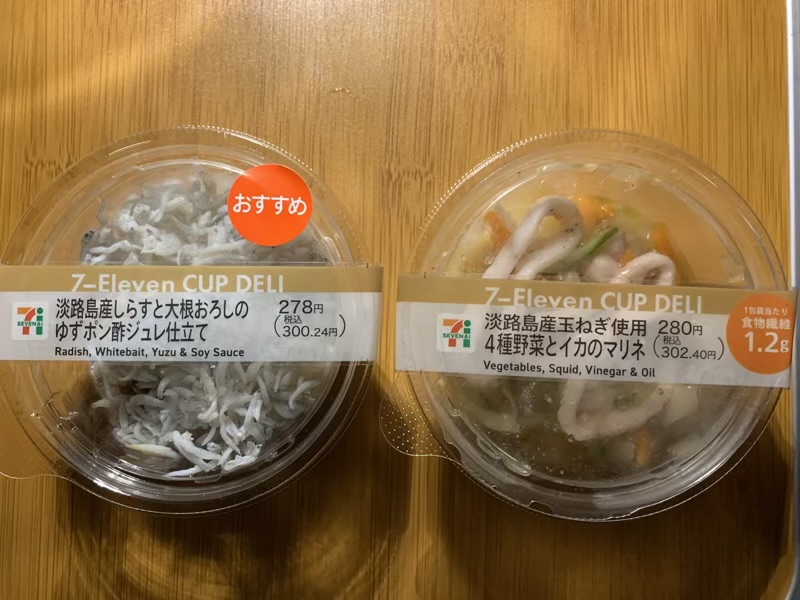 おすすめ
7-Eleven CUP DELI
7
SEVEN&i
淡路島産しらすと大根おろしの
ゆずポン酢ジュレ仕立て
278円
税込
(300.24円)
Radish, Whitebait, Yuzu & Soy Sauce
7-Eleven CUP DELI
7
SEVEN&i
淡路島産玉ねぎ使用
4種野菜とイカのマリネ
280円
税込
(302.40円)
Vegetables, Squid, Vinegar & Oil
1包装当たり
食物繊維
1.2g